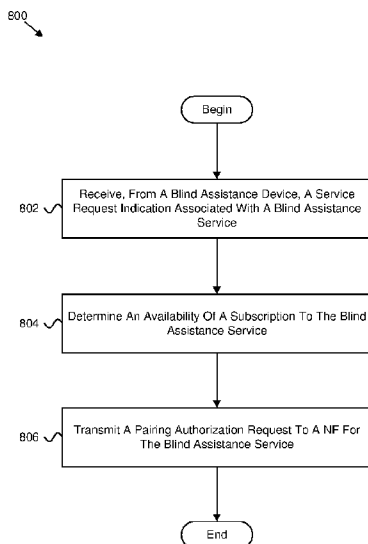 800
Begin
802
Receive, From A Blind Assistance Device, A Service
Request Indication Associated With A Blind Assistance
Service
804
Determine An Availability Of A Subscription To The Blind
Assistance Service
806
Transmit A Pairing Authorization Request To A NF For
The Blind Assistance Service
End